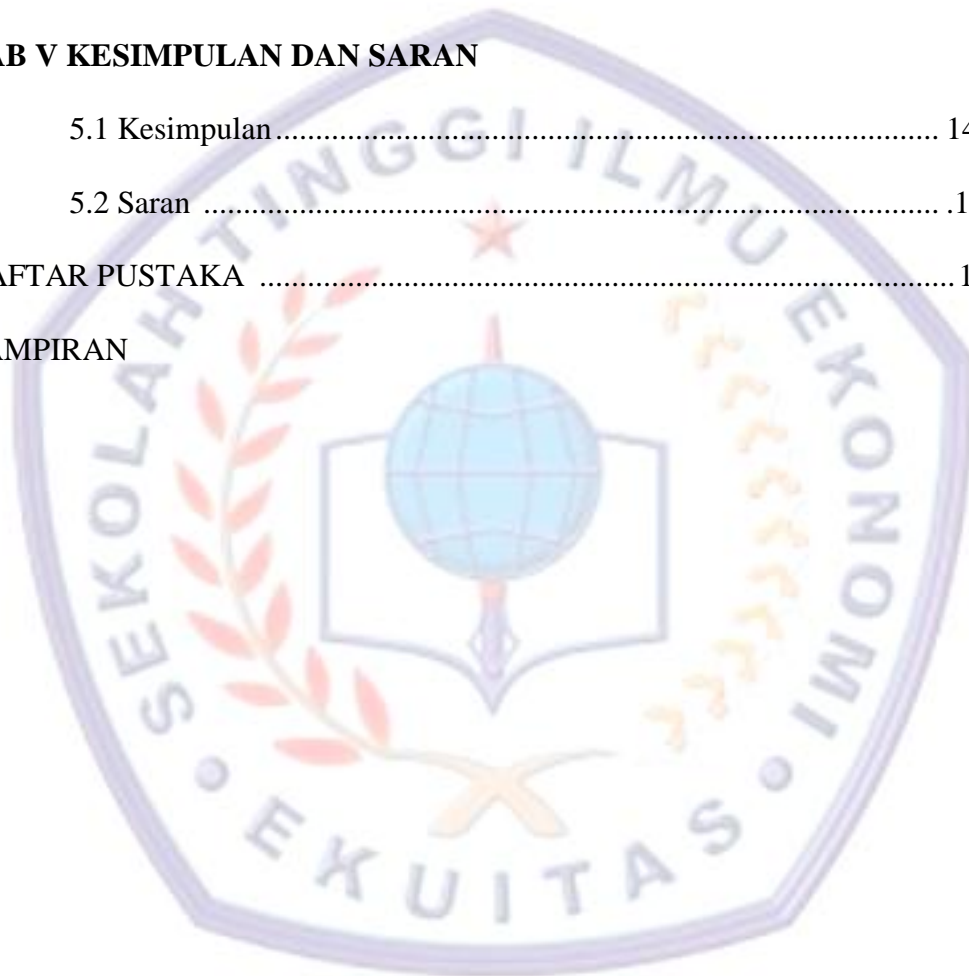 AB V KESIMPULAN DAN SARAN
5.1 Kesimpulan........................................................................................ 14
5.2 Saran .................................................................................................. .1
AFTAR PUSTAKA ............................................................................................1
AMPIRAN
SEKOLAH TINGGI ILMU EKONOMI
• EKUITAS •